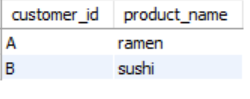 customer_id product_name
A ramen
B sushi